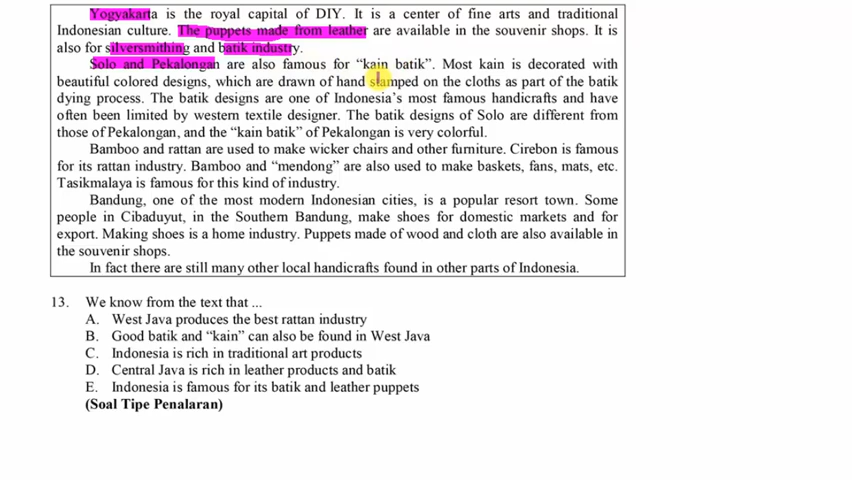 Yogyakarta is the royal capital of DIY. It is a center of fine arts and traditional
Indonesian culture. The puppets made from leather are available in the souvenir shops. It is
also for silversmithing and batik industry.
Solo and Pekalongan are also famous for “kain batik”. Most kain is decorated with
beautiful colored designs, which are drawn of hand stamped on the cloths as part of the batik
dying process. The batik designs are one of Indonesia’s most famous handicrafts and have
often been limited by western textile designer. The batik designs of Solo are different from
those of Pekalongan, and the “kain batik” of Pekalongan is very colorful.
Bamboo and rattan are used to make wicker chairs and other furniture. Cirebon is famous
for its rattan industry. Bamboo and “mendong” are also used to make baskets, fans, mats, etc.
Tasikmalaya is famous for this kind of industry.
Bandung, one of the most modern Indonesian cities, is a popular resort town. Some
people in Cibaduyut, in the Southern Bandung, make shoes for domestic markets and for
export. Making shoes is a home industry. Puppets made of wood and cloth are also available in
the souvenir shops.
In fact there are still many other local handicrafts found in other parts of Indonesia.
13. We know from the text that ...
A. West Java produces the best rattan industry
B. Good batik and “kain” can also be found in West Java
C. Indonesia is rich in traditional art products
D. Central Java is rich in leather products and batik
E. Indonesia is famous for its batik and leather puppets
(Soal Tipe Penalaran)